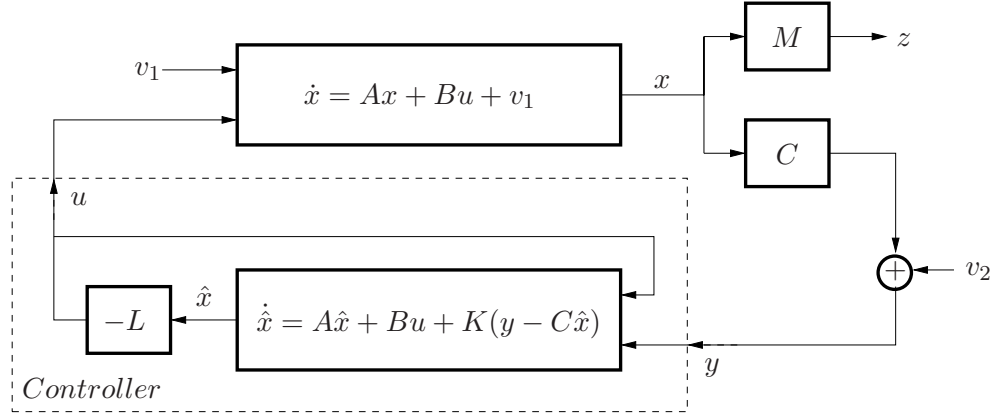 M
z
v₁
ẋ = Ax + Bu + v₁
x
C
u
v₂
+
−L
x̂
x̂̇ = Ax̂ + Bu + K(y − Cx̂)
y
Controller